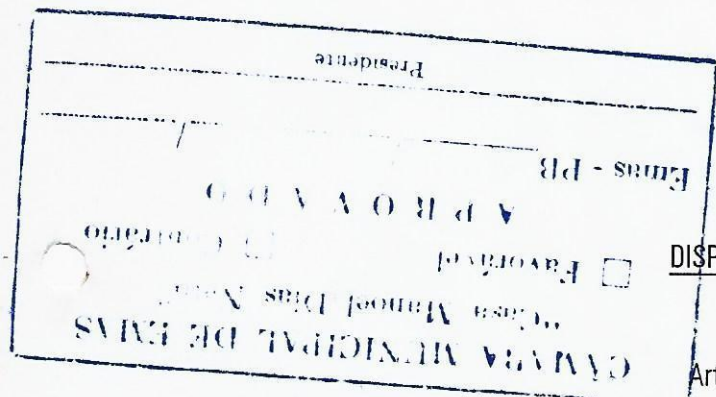 CÂMARA MUNICIPAL DE EMAS
"Casa Manoel Dias
☐ Favorável ☐ Contrário
APROVADO
Emas - PB
/
Presidente
DISP
Art